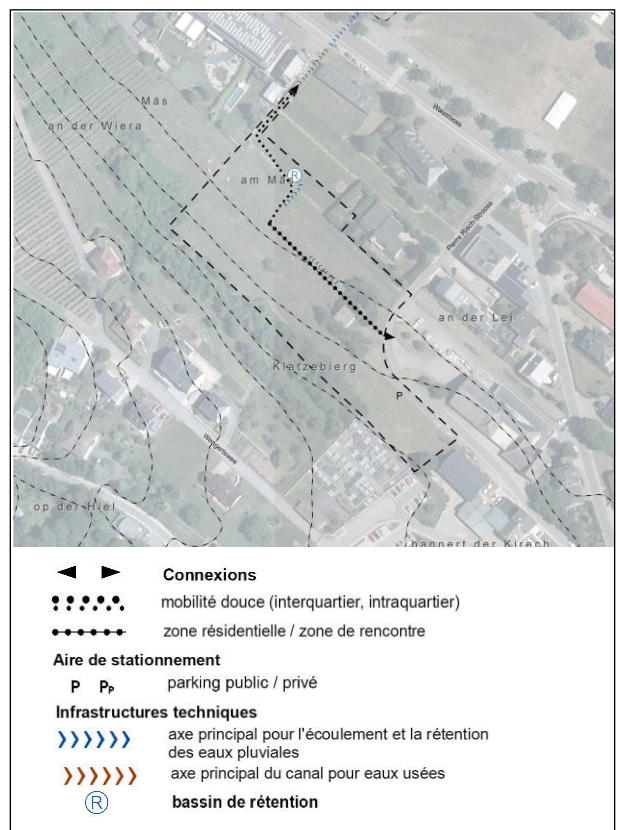 Mäs
an der Wiera
Waistrooss
am Mäs
R
Pierre Risch-Strooss
an der Lei
Klatzebierg
P
Wengertswee
op der Hiel
hannert der Kirech
Connexions
mobilité douce (interquartier, intraquartier)
zone résidentielle / zone de rencontre
Aire de stationnement
P PP parking public / privé
Infrastructures techniques
axe principal pour l'écoulement et la rétention
des eaux pluviales
axe principal du canal pour eaux usées
R bassin de rétention